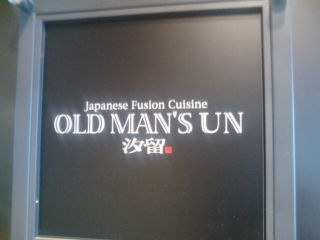 Japanese Fusion Cuisine
OLD MAN'S UN
汐留